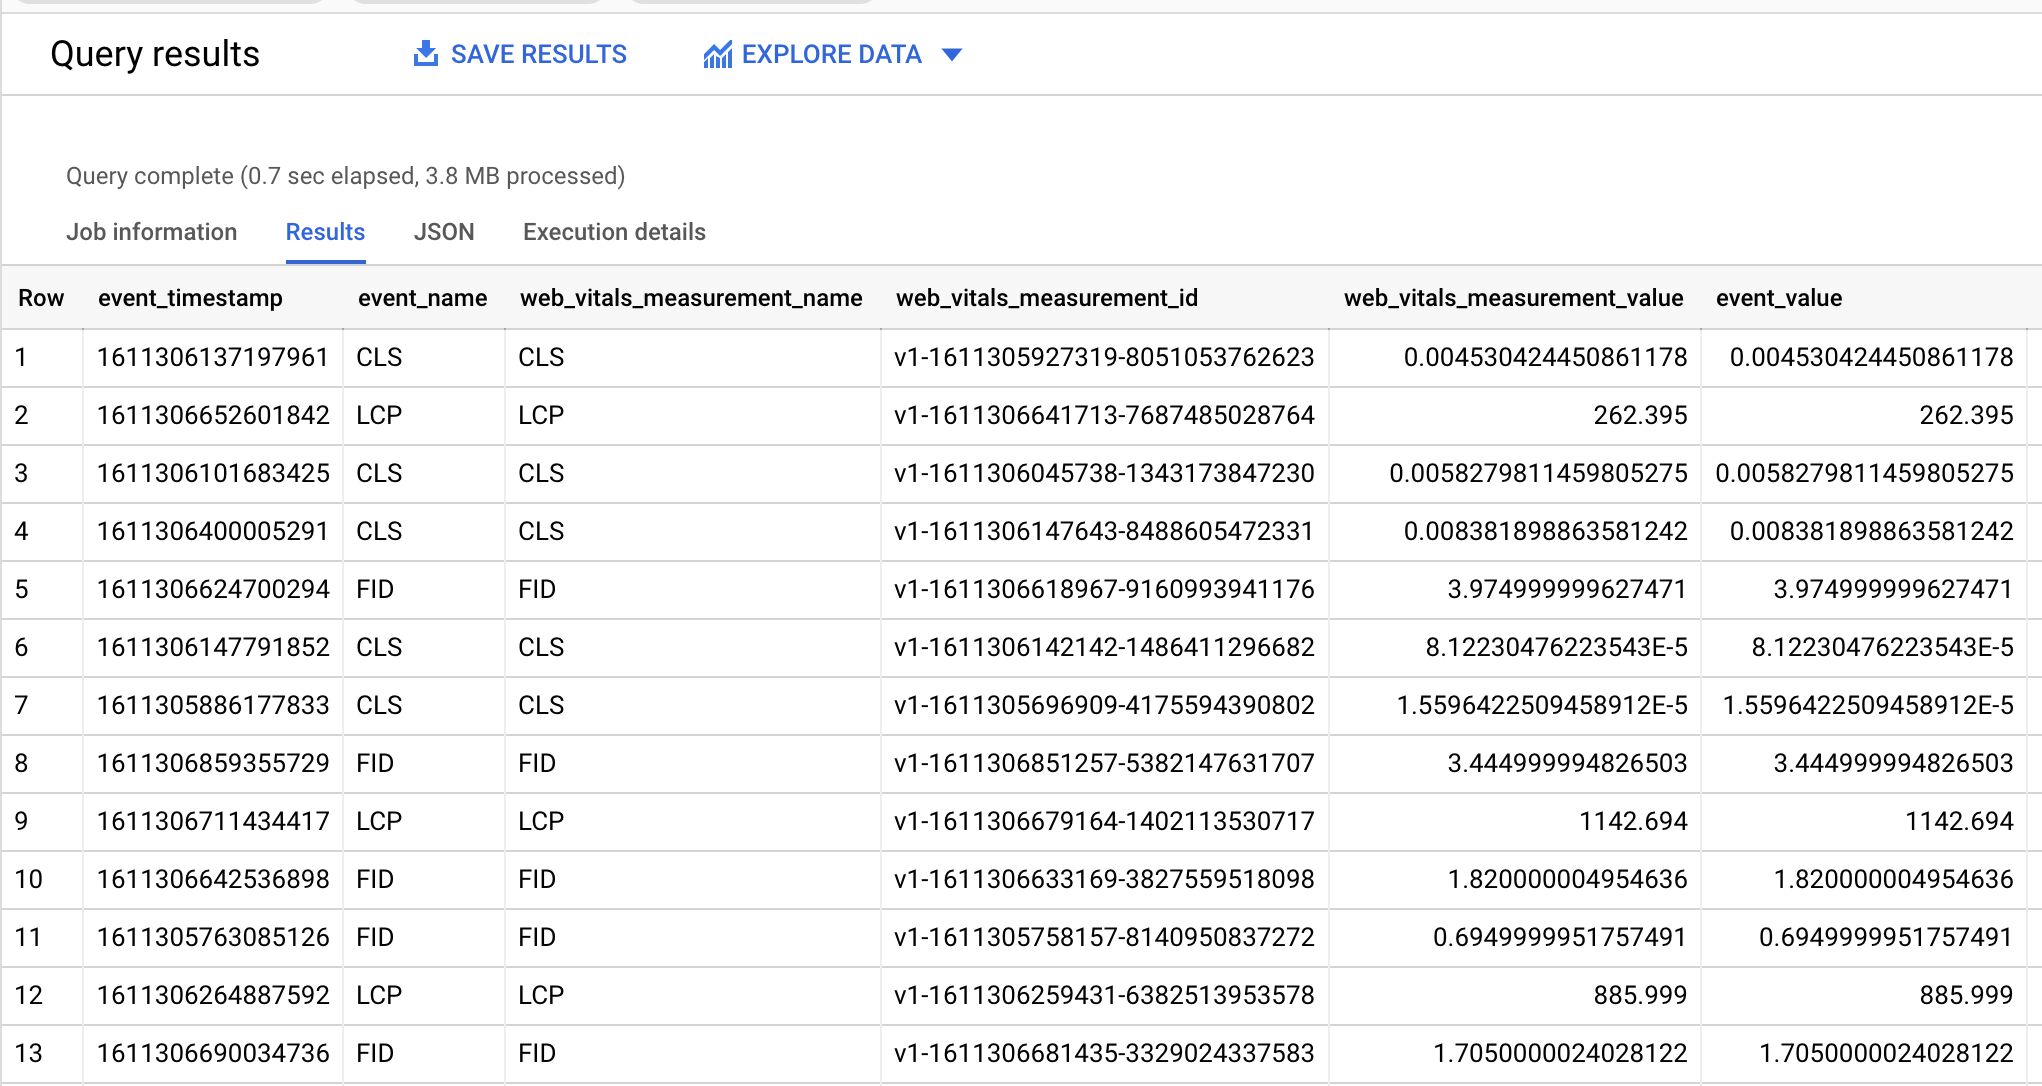 Query results SAVE RESULTS EXPLORE DATA
Query complete (0.7 sec elapsed, 3.8 MB processed)
Job information Results JSON Execution details
Row event_timestamp event_name web_vitals_measurement_name web_vitals_measurement_id web_vitals_measurement_value event_value
1 1611306137197961 CLS CLS v1-1611305927319-8051053762623 0.004530424450861178 0.004530424450861178
2 1611306652601842 LCP LCP v1-1611306641713-7687485028764 262.395 262.395
3 1611306101683425 CLS CLS v1-1611306045738-1343173847230 0.0058279811459805275 0.0058279811459805275
4 1611306400005291 CLS CLS v1-1611306147643-8488605472331 0.008381898863581242 0.008381898863581242
5 1611306624700294 FID FID v1-1611306618967-9160993941176 3.974999999627471 3.974999999627471
6 1611306147791852 CLS CLS v1-1611306142142-1486411296682 8.12230476223543E-5 8.12230476223543E-5
7 1611305886177833 CLS CLS v1-1611305696909-4175594390802 1.5596422509458912E-5 1.5596422509458912E-5
8 1611306859355729 FID FID v1-1611306851257-5382147631707 3.444999994826503 3.444999994826503
9 1611306711434417 LCP LCP v1-1611306679164-1402113530717 1142.694 1142.694
10 1611306642536898 FID FID v1-1611306633169-3827559518098 1.820000004954636 1.820000004954636
11 1611305763085126 FID FID v1-1611305758157-8140950837272 0.6949999951757491 0.6949999951757491
12 1611306264887592 LCP LCP v1-1611306259431-6382513953578 885.999 885.999
13 1611306690034736 FID FID v1-1611306681435-3329024337583 1.7050000024028122 1.7050000024028122